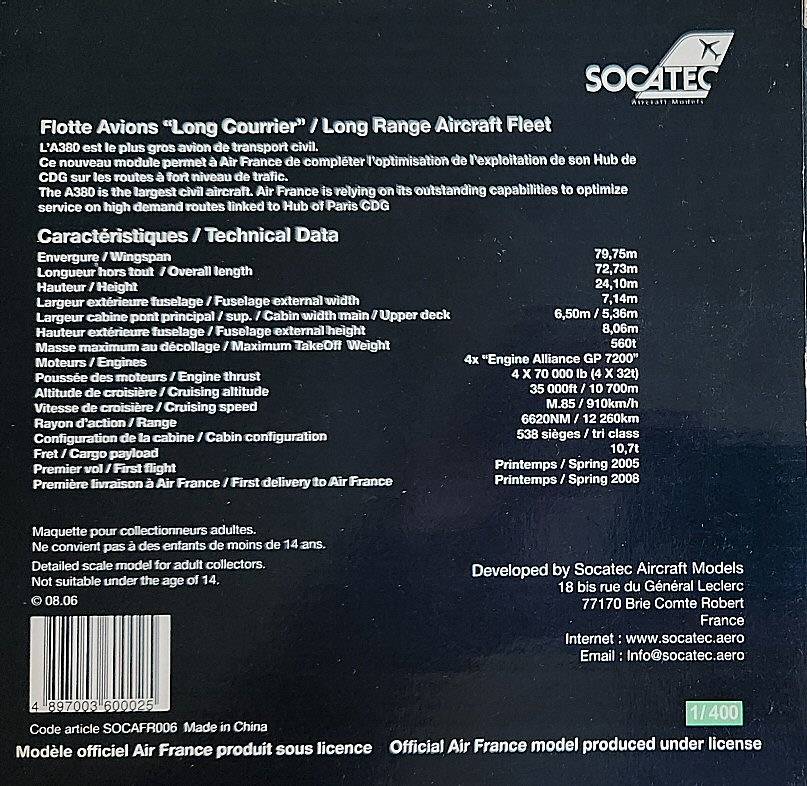 SOCATEC
Aircraft Models
Flotte Avions “Long Courrier” / Long Range Aircraft Fleet
L'A380 est le plus gros avion de transport civil.
Ce nouveau module permet à Air France de compléter l'optimisation de l'exploitation de son Hub de
CDG sur les routes à fort niveau de trafic.
The A380 is the largest civil aircraft. Air France is relying on its outstanding capabilities to optimize
service on high demand routes linked to Hub of Paris CDG
Caractéristiques / Technical Data
Envergure / Wingspan 79,75m
Longueur hors tout / Overall length 72,73m
Hauteur / Height 24,10m
Largeur extérieure fuselage / Fuselage external width 7,14m
Largeur cabine pont principal / sup. / Cabin width main / Upper deck 6,50m / 5,36m
Hauteur extérieure fuselage / Fuselage external height 8,06m
Masse maximum au décollage / Maximum TakeOff Weight 560t
Moteurs / Engines 4x “Engine Alliance GP 7200”
Poussée des moteurs / Engine thrust 4 X 70 000 lb (4 X 32t)
Altitude de croisière / Cruising altitude 35 000ft / 10 700m
Vitesse de croisière / Cruising speed M.85 / 910km/h
Rayon d'action / Range 6620NM / 12 260km
Configuration de la cabine / Cabin configuration 538 sièges / tri class
Fret / Cargo payload 10,7t
Premier vol / First flight Printemps / Spring 2005
Première livraison à Air France / First delivery to Air France Printemps / Spring 2008
Maquette pour collectionneurs adultes.
Ne convient pas à des enfants de moins de 14 ans.
Detailed scale model for adult collectors.
Not suitable under the age of 14.
© 08.06
Developed by Socatec Aircraft Models
18 bis rue du Général Leclerc
77170 Brie Comte Robert
France
Internet : www.socatec.aero
Email : Info@socatec.aero
4 897003 600025
1/400
Code article SOCAFR006 Made in China
Modèle officiel Air France produit sous licence Official Air France model produced under license